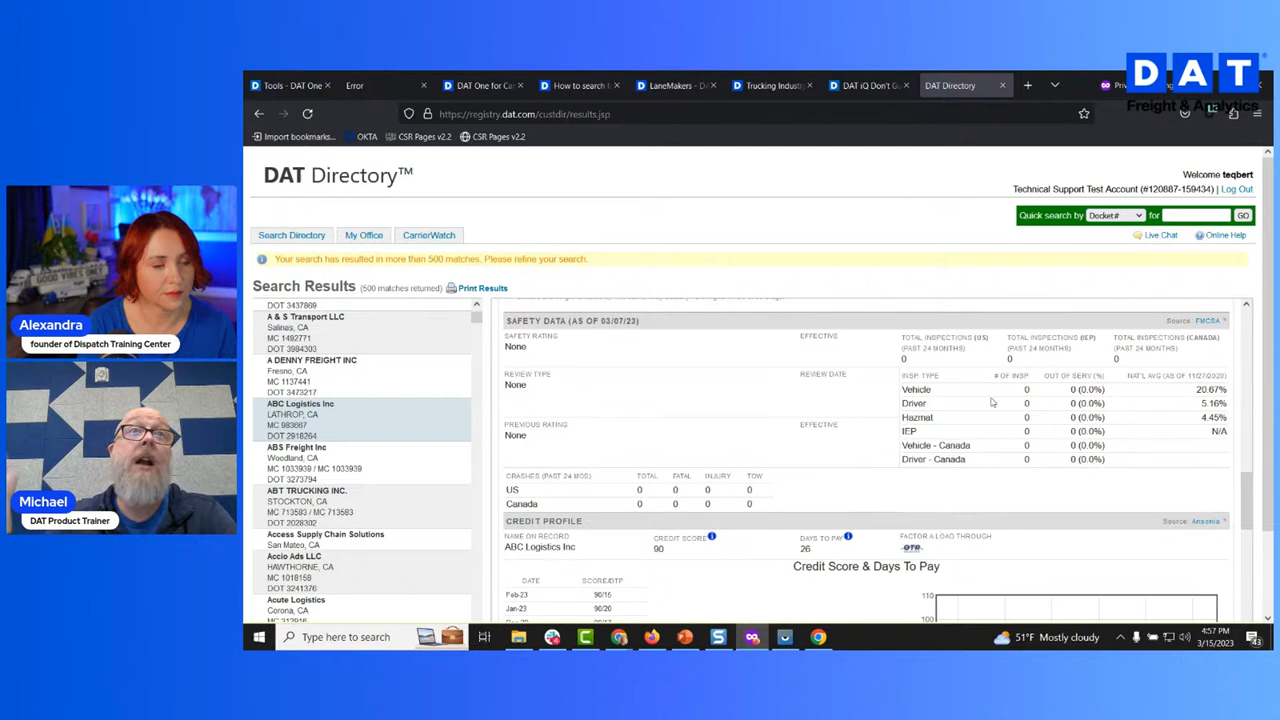 DAT
Freight & Analytics
Tools - DAT One
Error
DAT One for Ca
How to search f
LaneMakers - DA
Trucking Industry
DAT iQ Don't Gu
DAT Directory
https://registry.dat.com/custdir/results.jsp
Import bookmarks...
OKTA
CSR Pages v2.2
CSR Pages v2.2
DAT Directory™
Welcome teqbert
Technical Support Test Account (#120887-159434) | Log Out
Quick search by Docket# for GO
Search Directory
My Office
CarrierWatch
Live Chat
Online Help
Your search has resulted in more than 500 matches. Please refine your search.
Search Results (500 matches returned) Print Results
DOT 3437869
A & S Transport LLC
Salinas, CA
MC 1492771
DOT 3984303
A DENNY FREIGHT INC
Fresno, CA
MC 1137441
DOT 3473217
ABC Logistics Inc
LATHROP, CA
MC 983667
DOT 2918264
ABS Freight Inc
Woodland, CA
MC 1033939 / MC 1033939
DOT 3273794
ABT TRUCKING INC.
STOCKTON, CA
MC 713583 / MC 713583
DOT 2028302
Access Supply Chain Solutions
San Mateo, CA
Accio Ads LLC
HAWTHORNE, CA
MC 1018158
DOT 3241376
Acute Logistics
Corona, CA
MC 312916
SAFETY DATA (AS OF 03/07/23)
Source: FMCSA
SAFETY RATING
None
EFFECTIVE
REVIEW TYPE
None
REVIEW DATE
PREVIOUS RATING
None
EFFECTIVE
TOTAL INSPECTIONS (US)
(PAST 24 MONTHS)
0
TOTAL INSPECTIONS (IEP)
(PAST 24 MONTHS)
0
TOTAL INSPECTIONS (CANADA)
(PAST 24 MONTHS)
0
INSP. TYPE # OF INSP. OUT OF SERV (%) NAT'L AVG (AS OF 11/27/2020)
Vehicle 0 0 (0.0%) 20.67%
Driver 0 0 (0.0%) 5.16%
Hazmat 0 0 (0.0%) 4.45%
IEP 0 0 (0.0%) N/A
Vehicle - Canada 0 0 (0.0%)
Driver - Canada 0 0 (0.0%)
CRASHES (PAST 24 MOS) TOTAL FATAL INJURY TOW
US 0 0 0 0
Canada 0 0 0 0
CREDIT PROFILE
Source: Ansonia
NAME ON RECORD
ABC Logistics Inc
CREDIT SCORE
90
DAYS TO PAY
26
FACTOR A LOAD THROUGH
OTR
Credit Score & Days To Pay
DATE SCORE/DTP
Feb-23 90/15
Jan-23 90/20
110
100
GOOD VIBES ONLY
Alexandra
founder of Dispatch Training Center
Michael
DAT Product Trainer
Type here to search
51°F Mostly cloudy
4:57 PM
3/15/2023
43